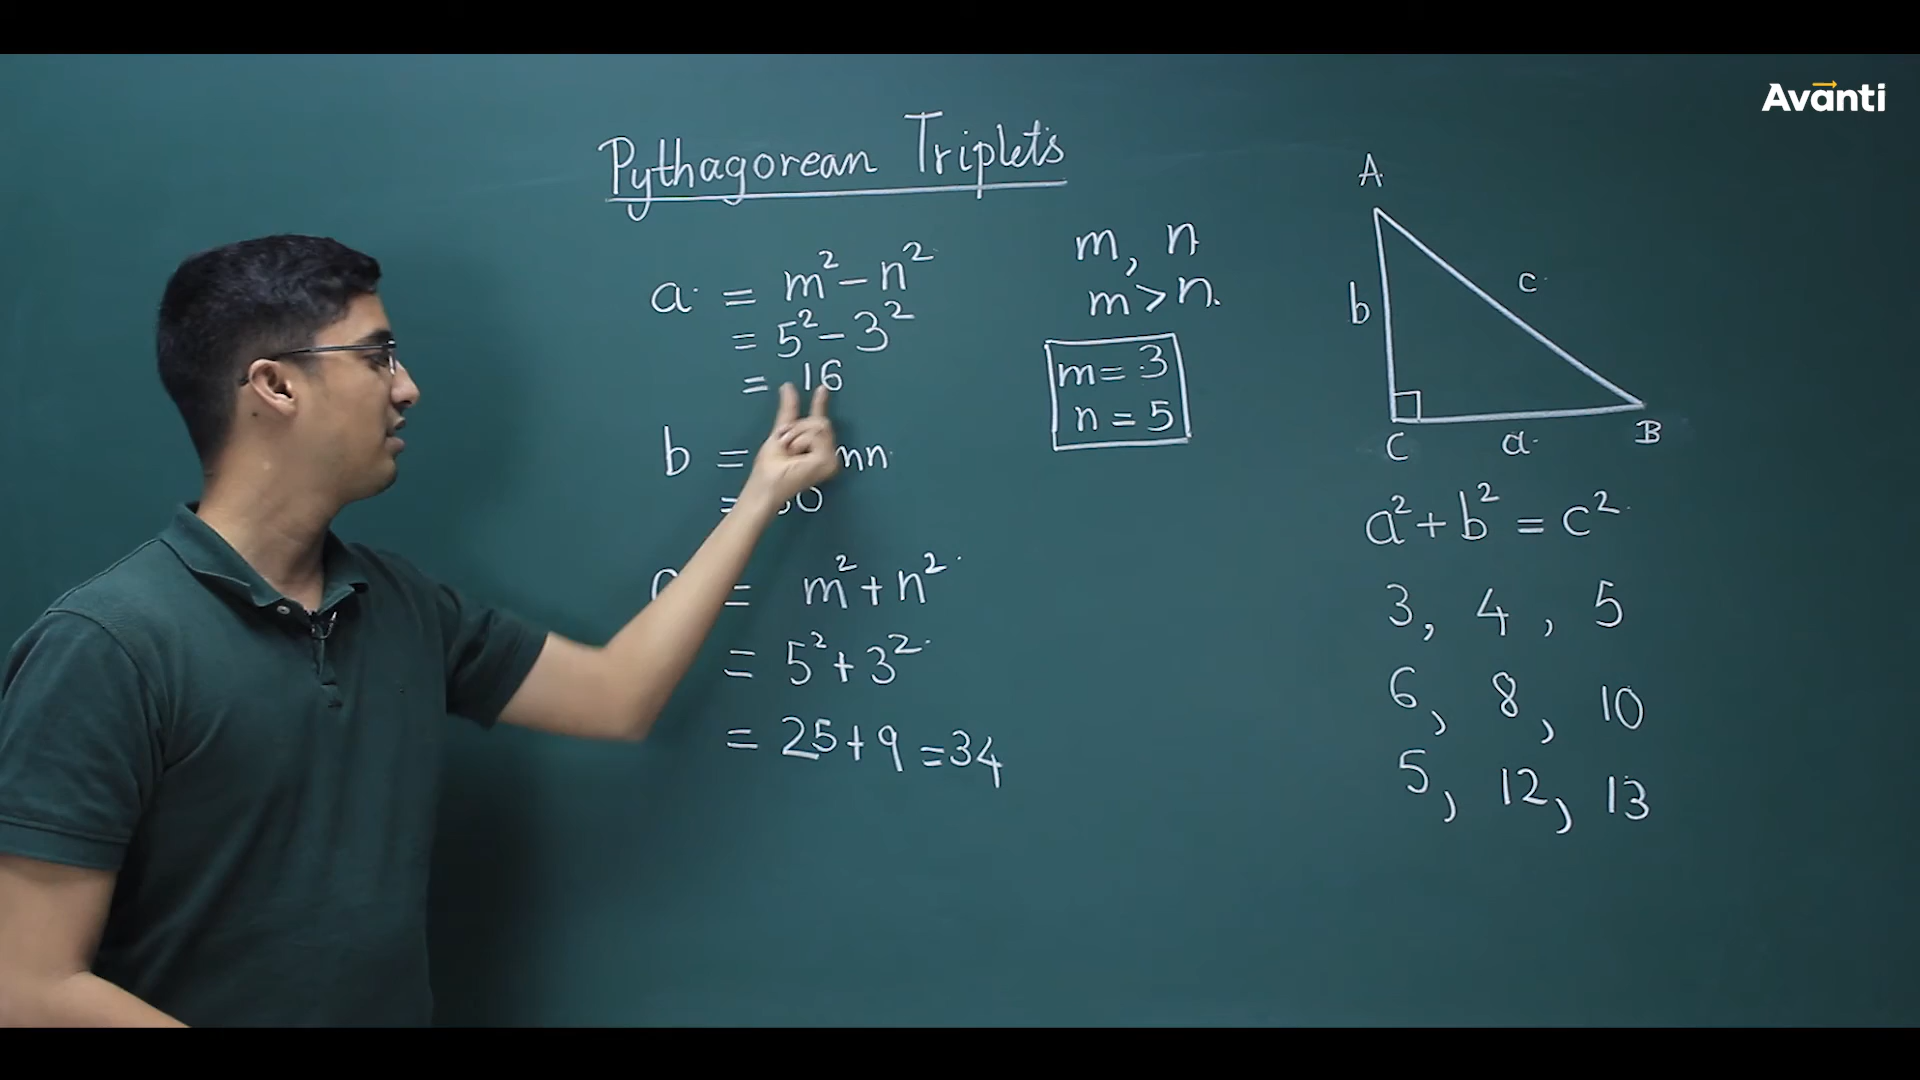 Avanti
Pythagorean Triplets
a = m² - n²
= 5² - 3²
= 16
b = mn
= 0
= m² + n²
= 5² + 3²
= 25 + 9 = 34
m, n
m > n
m = 3
n = 5
A
b
c
C
a
B
a² + b² = c²
3, 4, 5
6, 8, 10
5, 12, 13